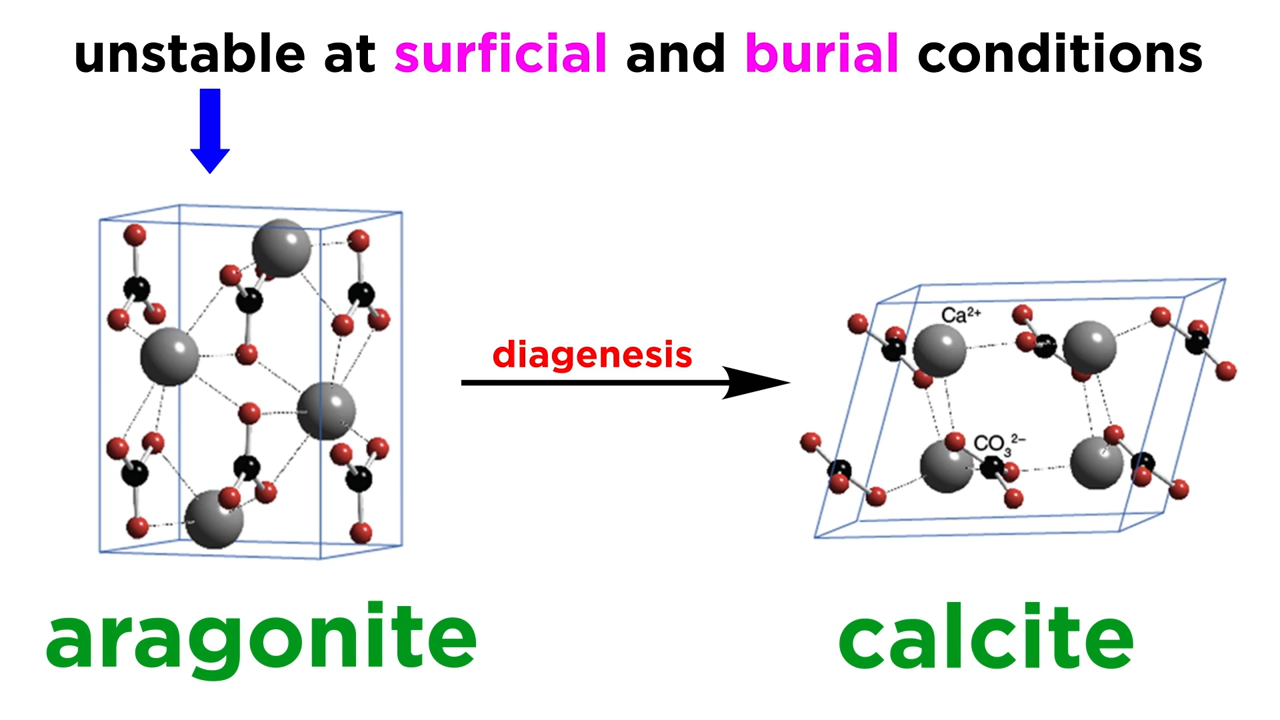 unstable at surficial and burial conditions
diagenesis
Ca²⁺
CO₃²⁻
aragonite
calcite